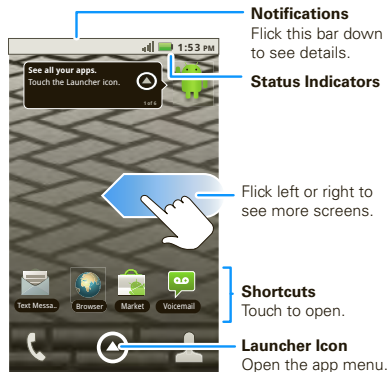 Notifications
Flick this bar down
to see details.
1:53 PM
Status Indicators
See all your apps.
Touch the Launcher icon.
1 of 6
Flick left or right to
see more screens.
Text Messa..
Browser
Market
Voicemail
Shortcuts
Touch to open.
Launcher Icon
Open the app menu.